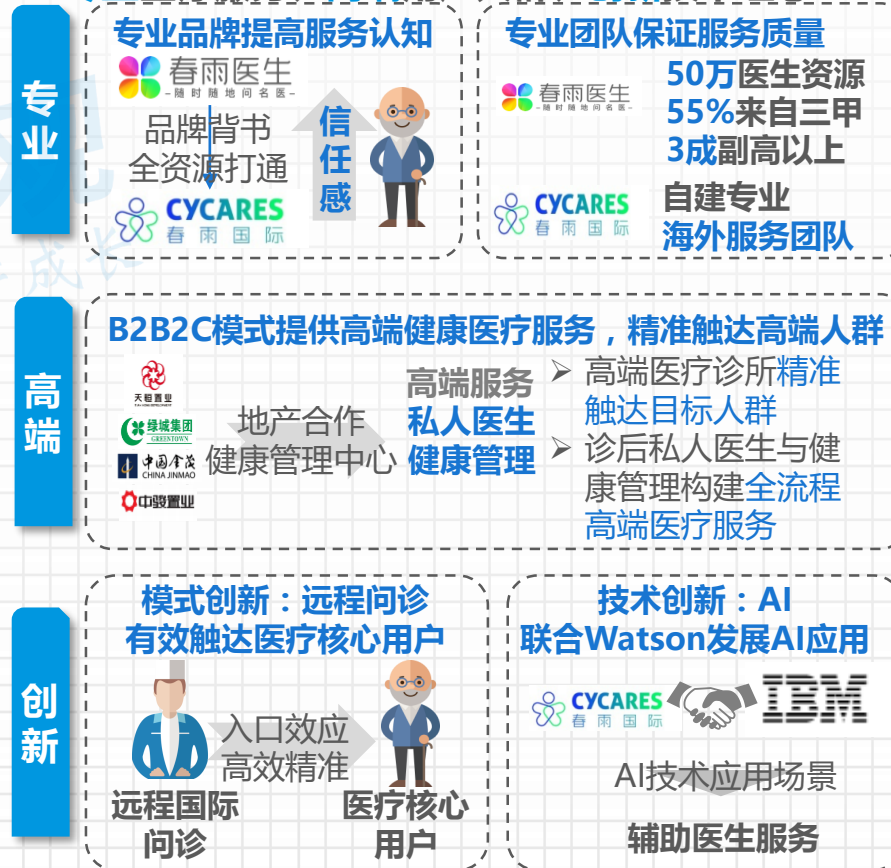 专业
专业品牌提高服务认知
春雨医生
-随时随地问名医-
品牌背书
全资源打通
信任感
CYCARES
春雨国际
专业团队保证服务质量
春雨医生
-随时随地问名医-
50万医生资源
55%来自三甲
3成副高以上
CYCARES
春雨国际
自建专业
海外服务团队
高端
B2B2C模式提供高端健康医疗服务，精准触达高端人群
天恒置业
绿城集团
GREENTOWN
中国金茂
CHINA JINMAO
中骏置业
地产合作
健康管理中心
高端服务
私人医生
健康管理
➢ 高端医疗诊所精准
触达目标人群
➢ 诊后私人医生与健
康管理构建全流程
高端医疗服务
创新
模式创新：远程问诊
有效触达医疗核心用户
入口效应
高效精准
远程国际
问诊
医疗核心
用户
技术创新：AI
联合Watson发展AI应用
CYCARES
春雨国际
IBM
AI技术应用场景
辅助医生服务
成长